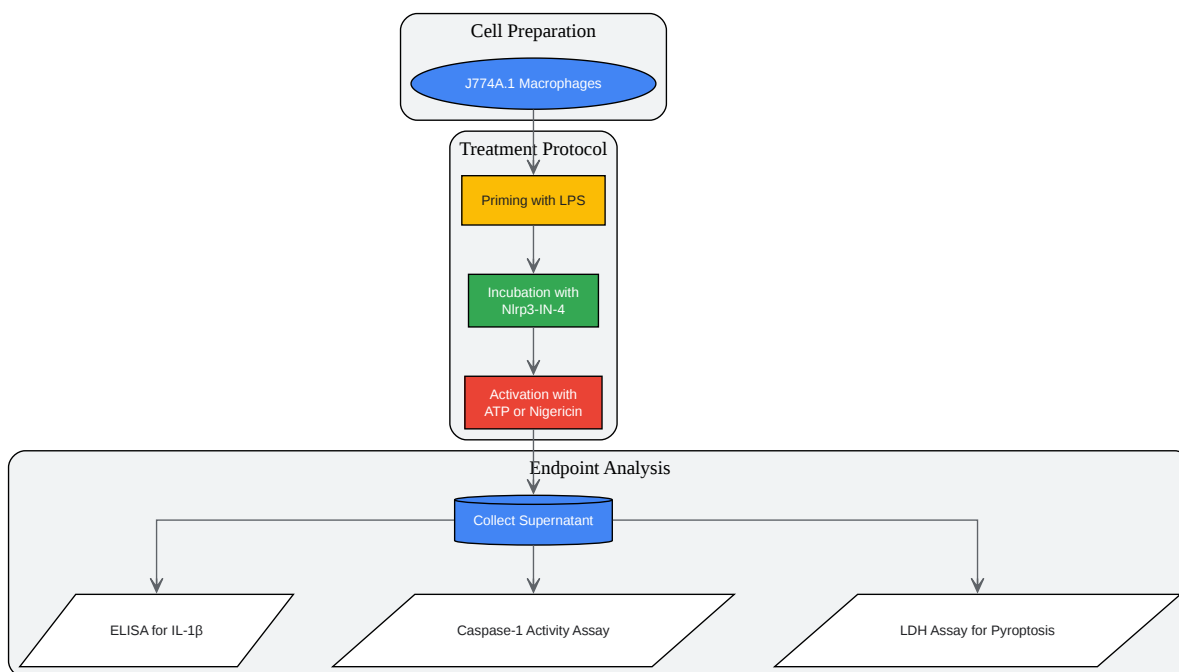 Cell Preparation
J774A.1 Macrophages
Treatment Protocol
Priming with LPS
Incubation with
Nlrp3-IN-4
Activation with
ATP or Nigericin
Endpoint Analysis
Collect Supernatant
ELISA for IL-1β
Caspase-1 Activity Assay
LDH Assay for Pyroptosis